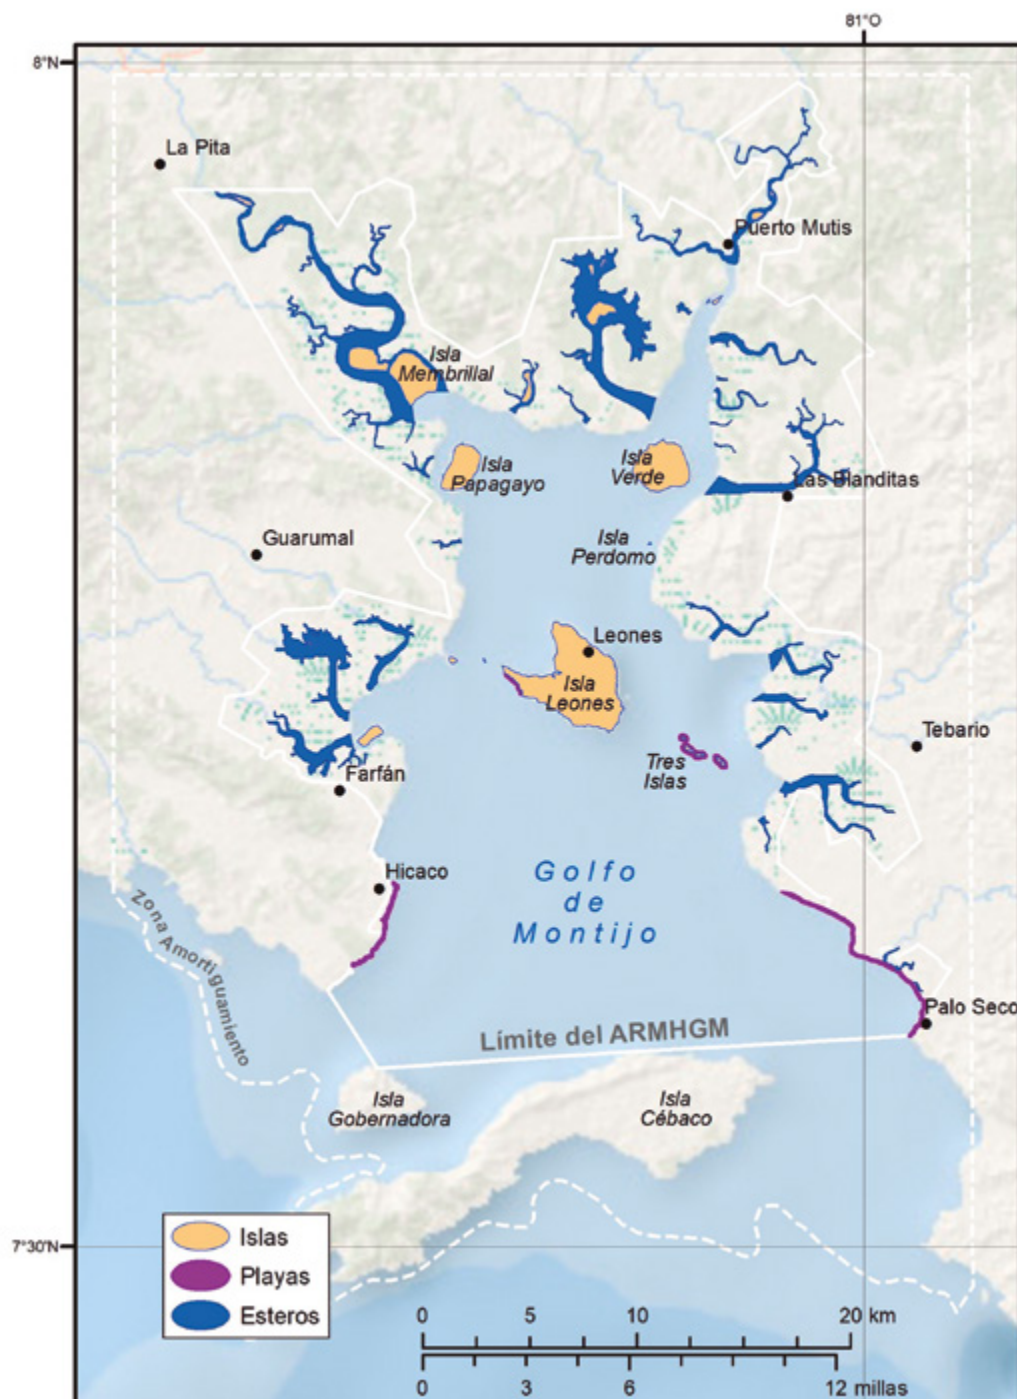 81°O
8°N
La Pita
Puerto Mutis
Isla
Membrillal
Isla
Papagayo
Isla
Verde
Las Blanditas
Guarumal
Isla
Perdomo
Leones
Isla
Leones
Tebario
Tres
Islas
Farfán
Hicaco
Golfo
de
Montijo
Zona Amortiguamiento
Palo Seco
Límite del ARMHGM
Isla
Gobernadora
Isla
Cébaco
7°30'N
Islas
Playas
Esteros
0 5 10 20 km
0 3 6 12 millas